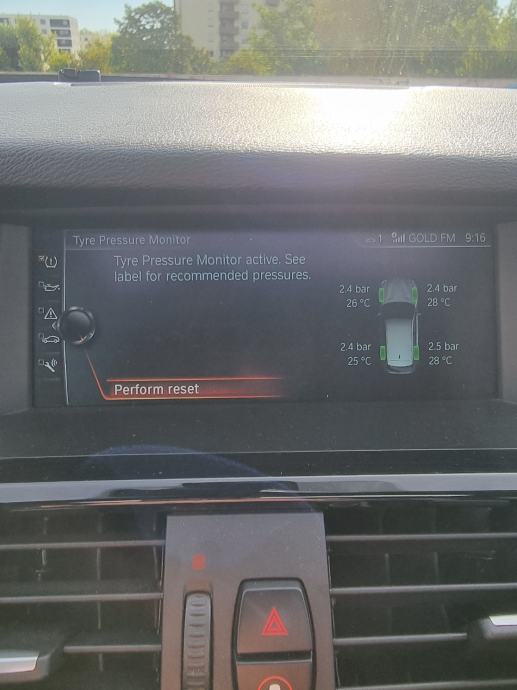 Tyre Pressure Monitor
1 GOLD FM 9:16
Tyre Pressure Monitor active. See
label for recommended pressures.
2.4 bar 2.4 bar
26 °C 28 °C
2.4 bar 2.5 bar
25 °C 28 °C
Perform reset